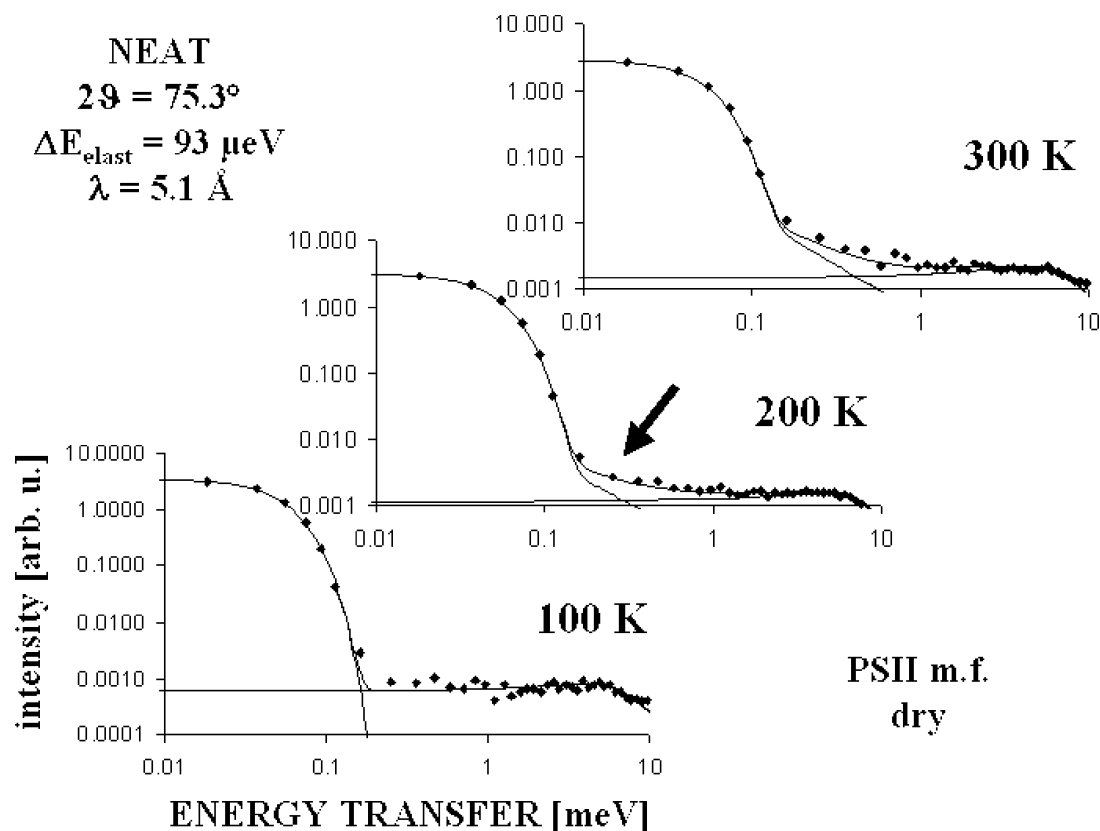 NEAT
2ϑ = 75.3°
ΔE_elast = 93 µeV
λ = 5.1 Å
10.000
1.000
0.100
0.010
0.001
0.01
0.1
1
10
300 K
10.000
1.000
0.100
0.010
0.001
0.01
0.1
1
10
200 K
10.0000
1.0000
0.1000
0.0100
0.0010
0.0001
0.01
0.1
1
10
100 K
intensity [arb. u.]
ENERGY TRANSFER [meV]
PSII m.f.
dry